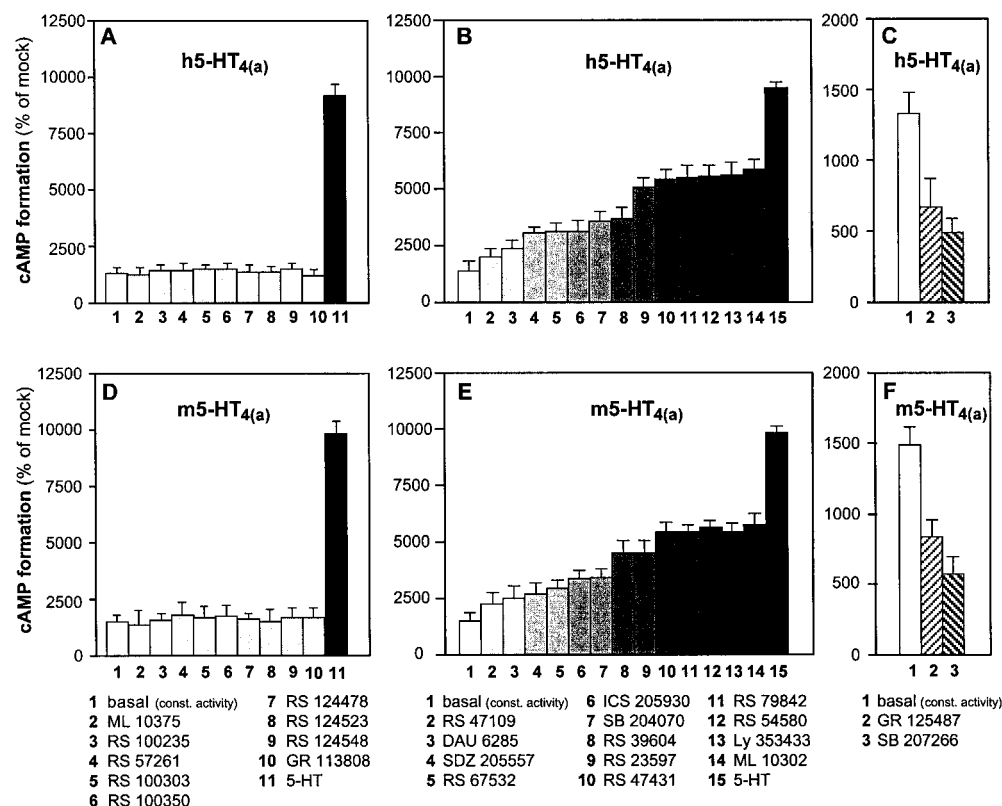 A
h5-HT4(a)
cAMP formation (% of mock)
12500
10000
7500
5000
2500
0
1 2 3 4 5 6 7 8 9 10 11
B
h5-HT4(a)
12500
10000
7500
5000
2500
0
1 2 3 4 5 6 7 8 9 10 11 12 13 14 15
C
h5-HT4(a)
2000
1500
1000
500
0
1 2 3
D
m5-HT4(a)
cAMP formation (% of mock)
12500
10000
7500
5000
2500
0
1 2 3 4 5 6 7 8 9 10 11
E
m5-HT4(a)
12500
10000
7500
5000
2500
0
1 2 3 4 5 6 7 8 9 10 11 12 13 14 15
F
m5-HT4(a)
2000
1500
1000
500
0
1 2 3
1 basal (const. activity)
2 ML 10375
3 RS 100235
4 RS 57261
5 RS 100303
6 RS 100350
7 RS 124478
8 RS 124523
9 RS 124548
10 GR 113808
11 5-HT
1 basal (const. activity)
2 RS 47109
3 DAU 6285
4 SDZ 205557
5 RS 67532
6 ICS 205930
7 SB 204070
8 RS 39604
9 RS 23597
10 RS 47431
11 RS 79842
12 RS 54580
13 Ly 353433
14 ML 10302
15 5-HT
1 basal (const. activity)
2 GR 125487
3 SB 207266